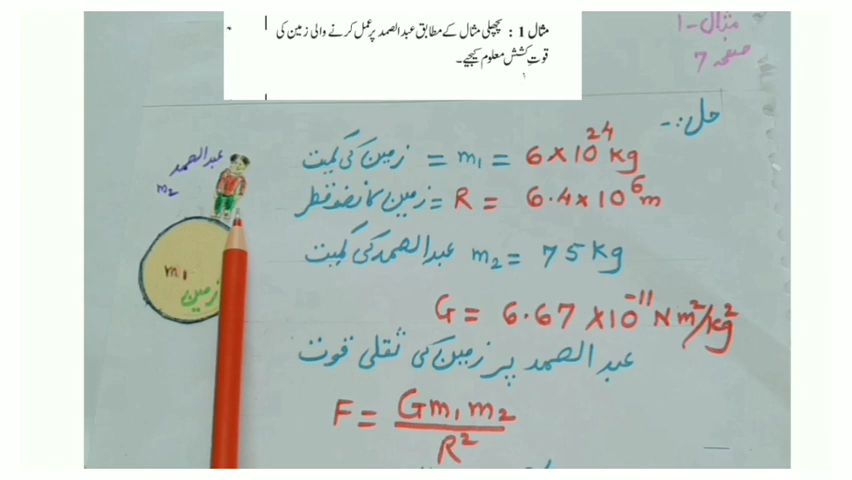 مثال 1 : پچھلی مثال کے مطابق عبدالصمد پر عمل کرنے والی زمین کی
قوتِ کشش معلوم کیجیے۔
مثال - ۱
صفحہ 7
حل :-
زمین کی کمیت = m₁ = 6 × 10²⁴ kg
زمین کا نصف قطر = R = 6.4 × 10⁶ m
عبدالصمد کی کمیت m₂ = 75 kg
G = 6.67 × 10⁻¹¹ N m²/kg²
عبدالصمد پر زمین کی ثقلی قوت
F = Gm₁m₂/R²
عبدالصمد
m₂
m₁
زمین